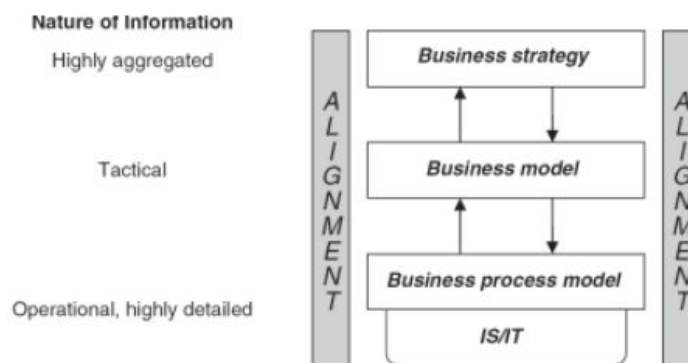 Nature of Information
Highly aggregated
Tactical
Operational, highly detailed
ALIGNMENT
Business strategy
Business model
Business process model
IS/IT
ALIGNMENT